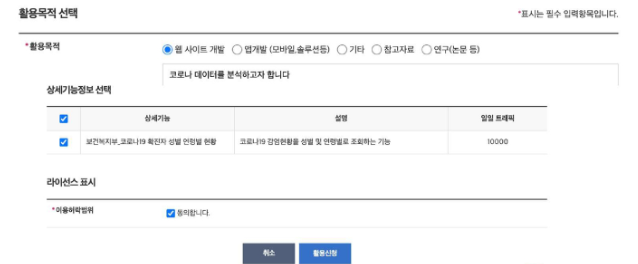 활용목적 선택
*표시는 필수 입력항목입니다.
*활용목적
웹 사이트 개발 앱개발 (모바일,솔루션등) 기타 참고자료 연구(논문 등)
코로나 데이터를 분석하고자 합니다
상세기능정보 선택
상세기능 설명 일일 트래픽
보건복지부_코로나19 확진자 성별 연령별 현황 코로나19 감염현황을 성별 및 연령별로 조회하는 기능 10000
라이선스 표시
*이용허락범위 동의합니다.
취소 활용신청